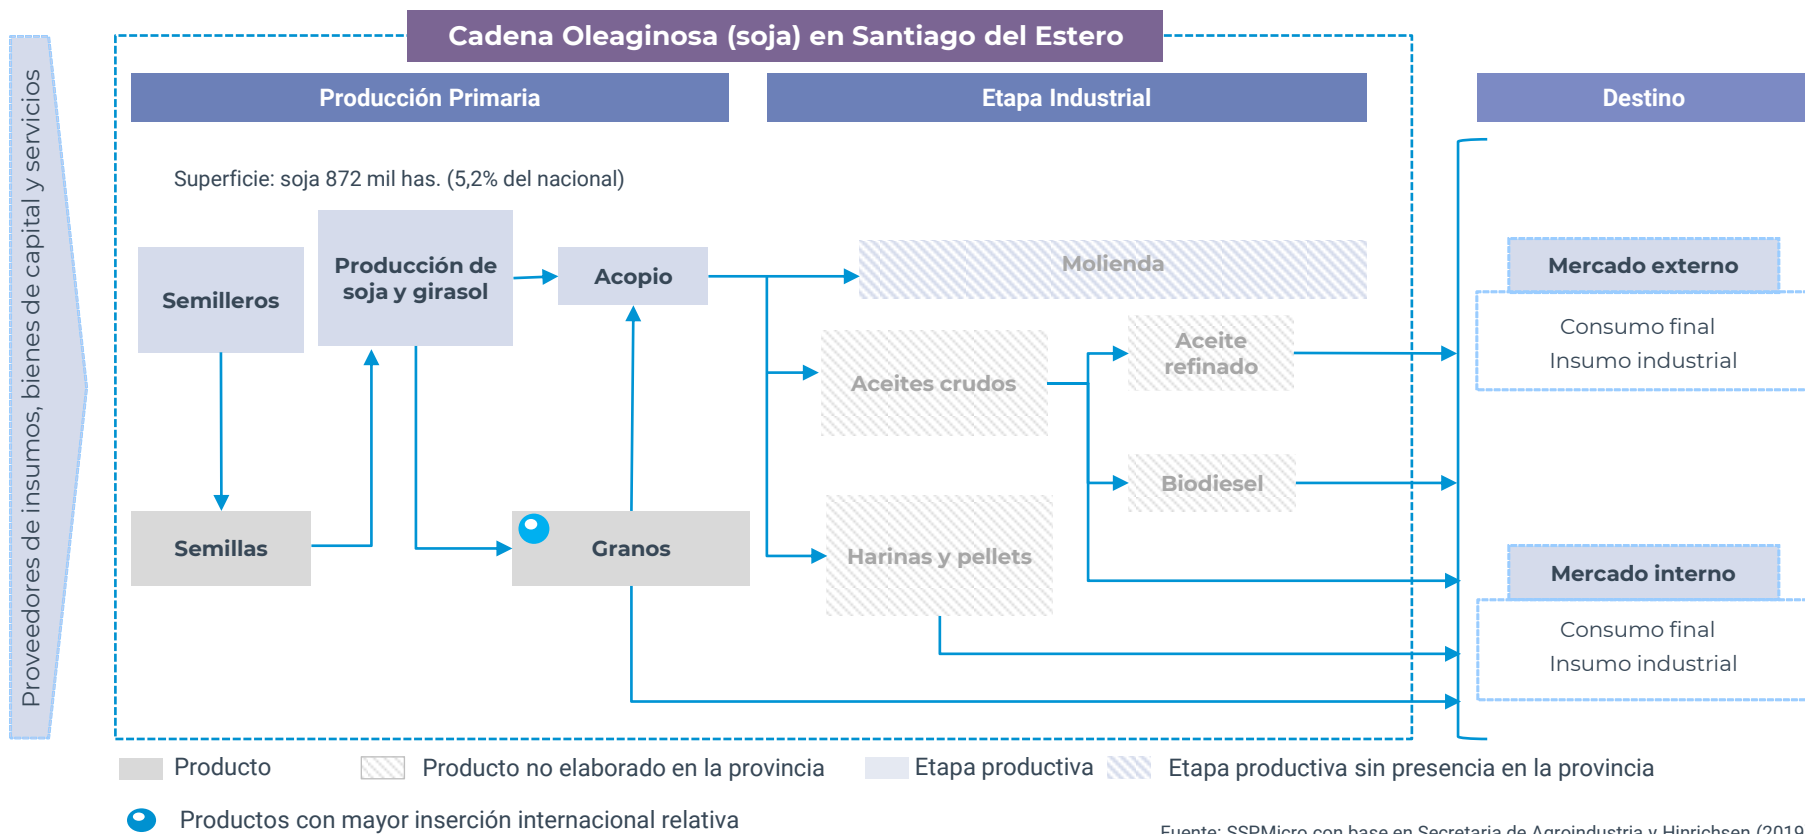 Cadena Oleaginosa (soja) en Santiago del Estero
Proveedores de insumos, bienes de capital y servicios
Producción Primaria
Etapa Industrial
Destino
Superficie: soja 872 mil has. (5,2% del nacional)
Semilleros
Producción de
soja y girasol
Acopio
Molienda
Aceites crudos
Aceite
refinado
Biodiesel
Semillas
Granos
Harinas y pellets
Mercado externo
Consumo final
Insumo industrial
Mercado interno
Consumo final
Insumo industrial
Producto
Producto no elaborado en la provincia
Etapa productiva
Etapa productiva sin presencia en la provincia
Productos con mayor inserción internacional relativa
Fuente: SSPMicro con base en Secretaria de Agroindustria y Hinrichsen (2019